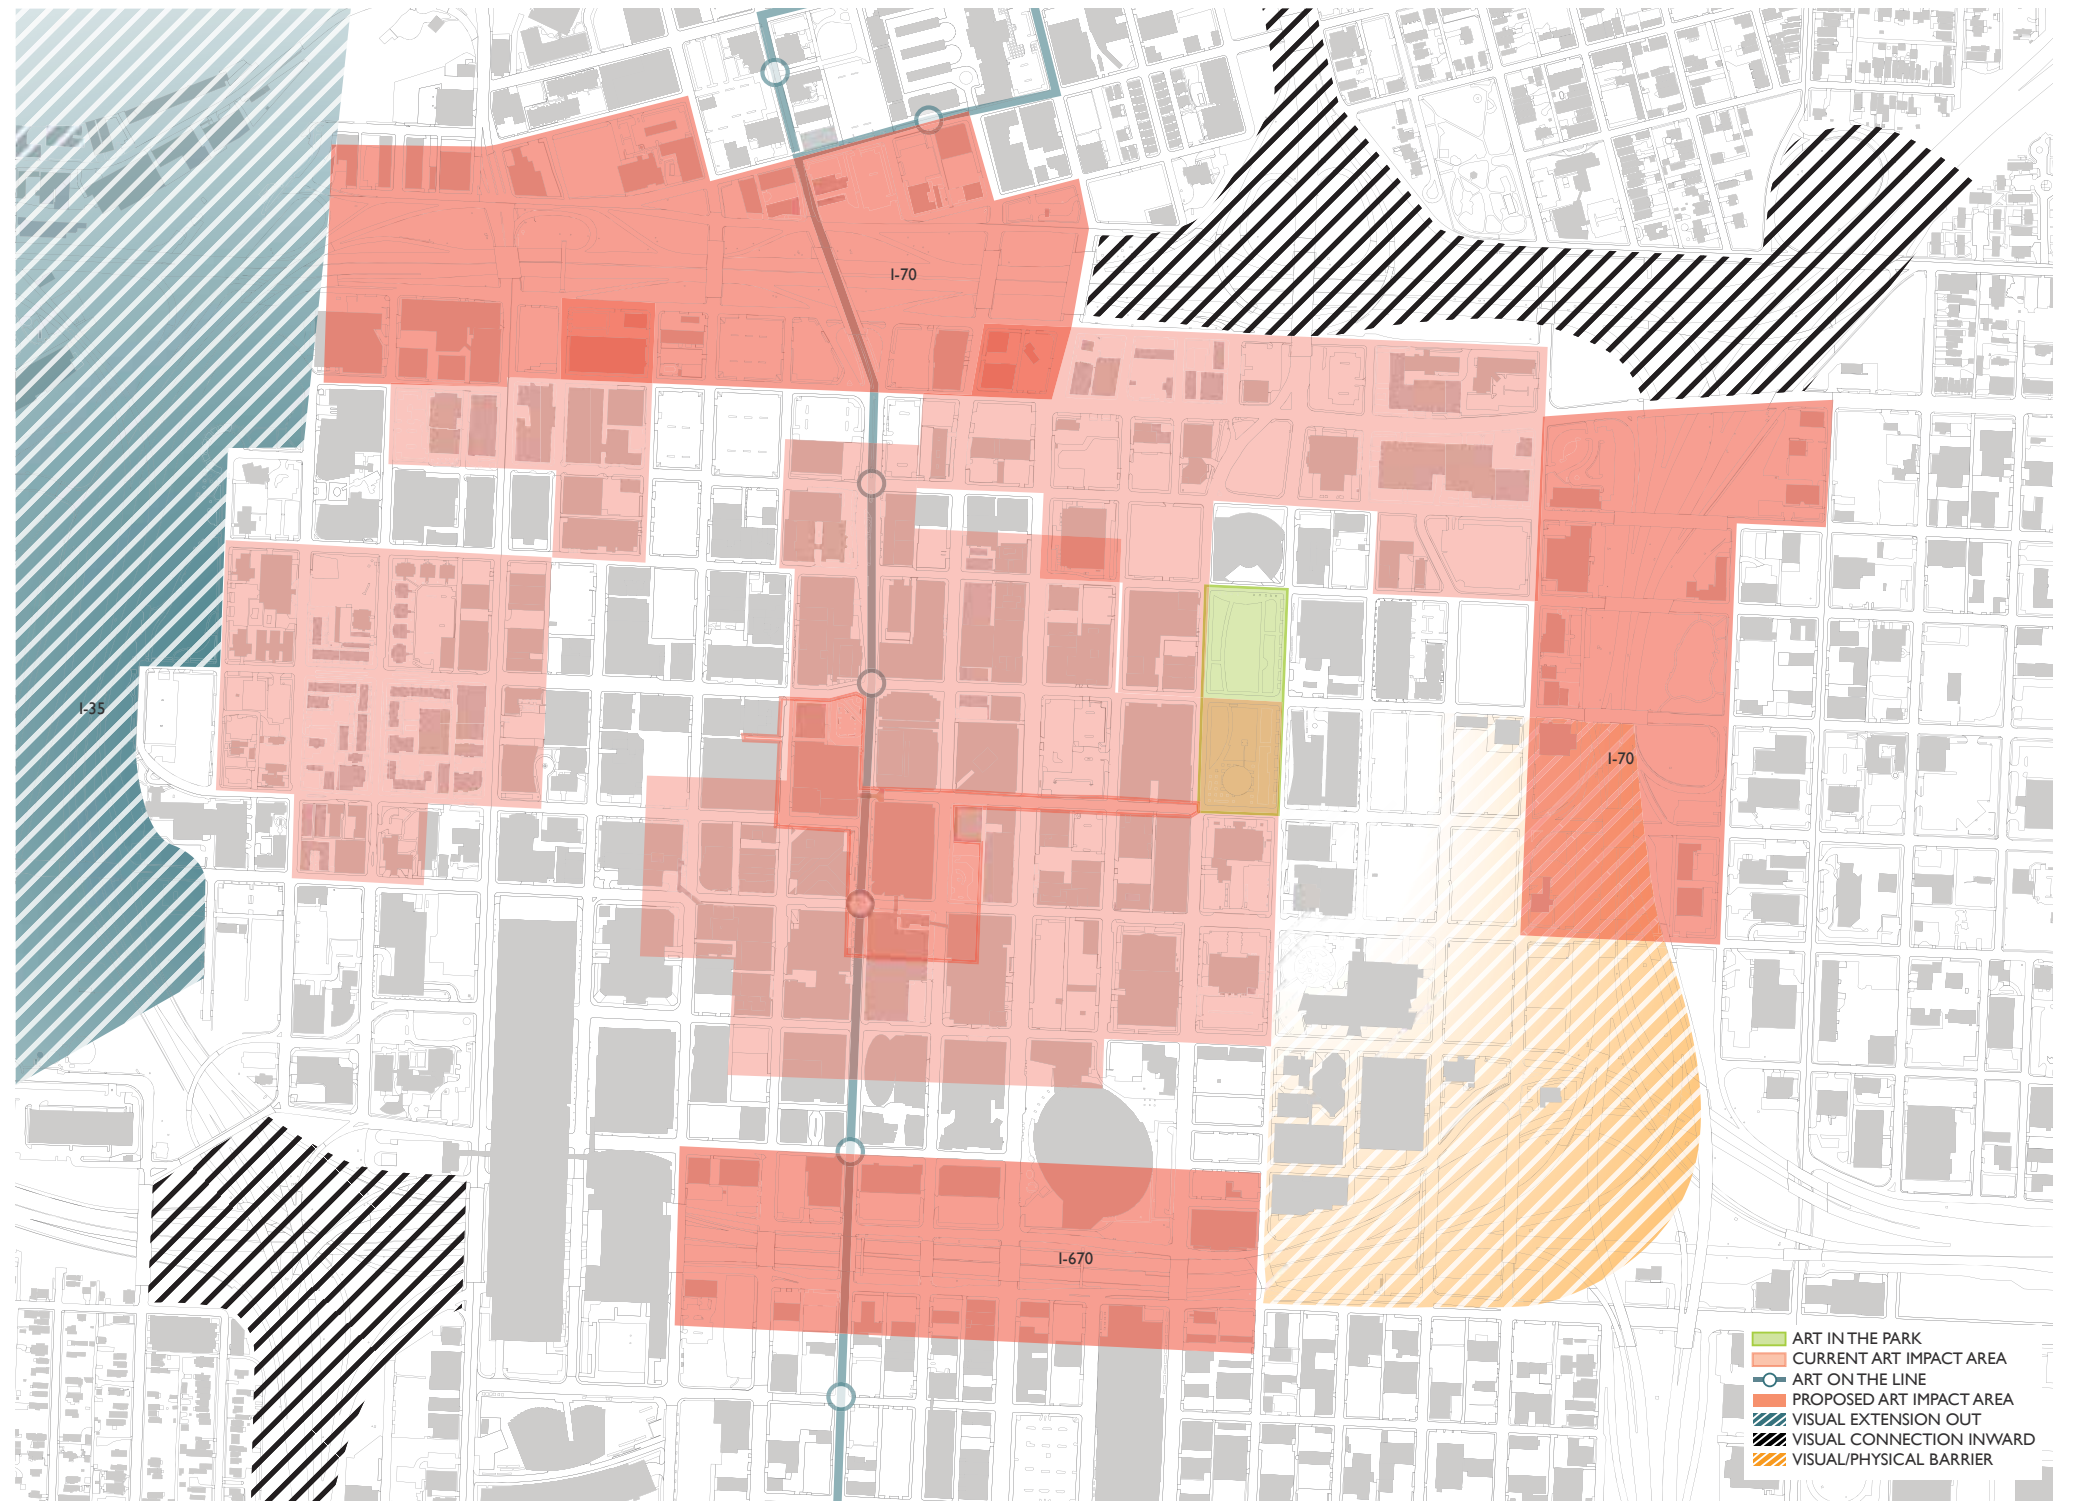 I-70
I-35
I-70
I-670
ART IN THE PARK
CURRENT ART IMPACT AREA
ART ON THE LINE
PROPOSED ART IMPACT AREA
VISUAL EXTENSION OUT
VISUAL CONNECTION INWARD
VISUAL/PHYSICAL BARRIER